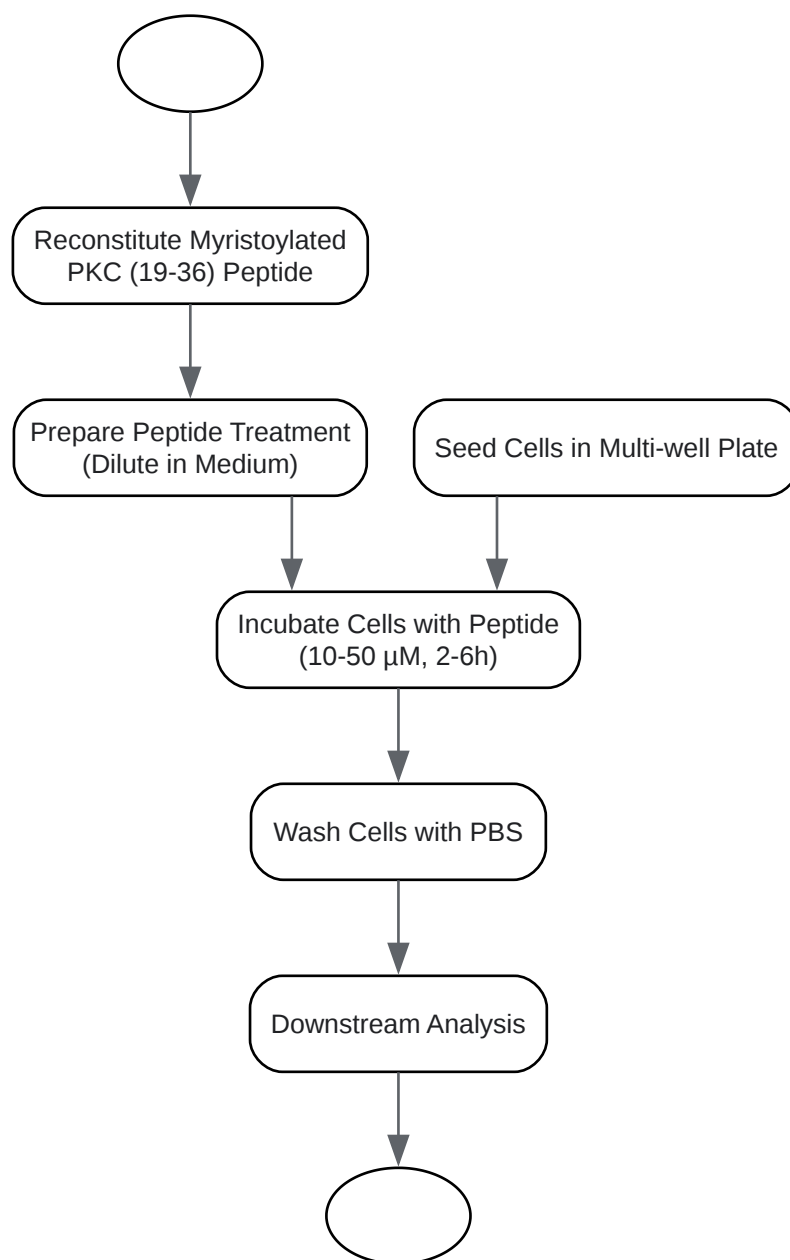 Reconstitute Myristoylated
PKC (19-36) Peptide
Prepare Peptide Treatment
(Dilute in Medium)
Seed Cells in Multi-well Plate
Incubate Cells with Peptide
(10-50 µM, 2-6h)
Wash Cells with PBS
Downstream Analysis